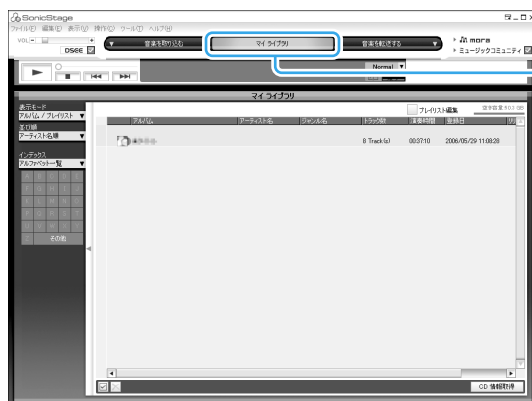 SonicStage
ファイル(F) 編集(E) 表示(V) 操作(C) ツール(T) ヘルプ(H)
VOL
DSEE
音楽を取り込む
マイ ライブラリ
音楽を転送する
more
ミュージックコミュニティ
Normal
マイ ライブラリ
表示モード
アルバム / プレイリスト
並び順
アーティスト名順
インデックス
アルファベット一覧
その他
プレイリスト編集
アルバム アーティスト名 ジャンル名 トラック数 演奏時間 登録日
8 Track(s) 00:37:10 2006/05/29 11:08:28
CD 情報取得